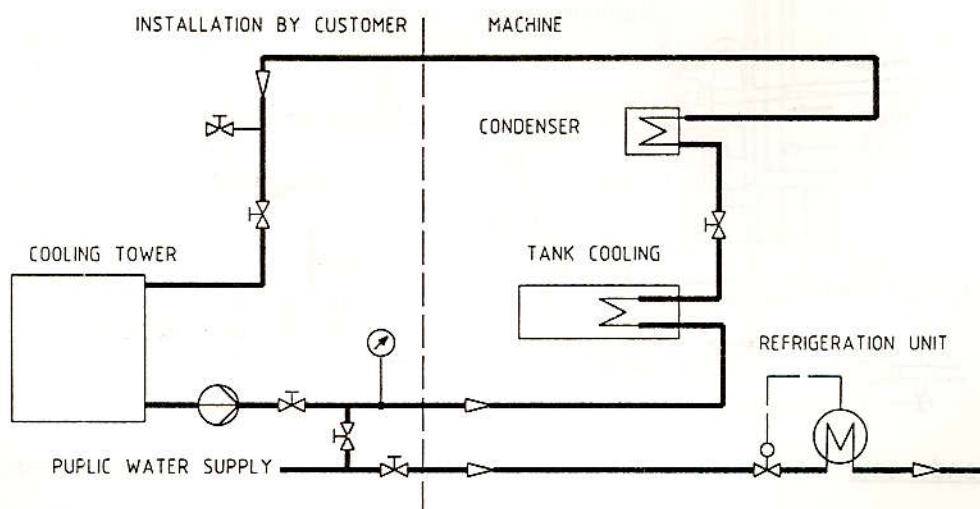 INSTALLATION BY CUSTOMER
MACHINE
CONDENSER
COOLING TOWER
TANK COOLING
REFRIGERATION UNIT
PUPLIC WATER SUPPLY